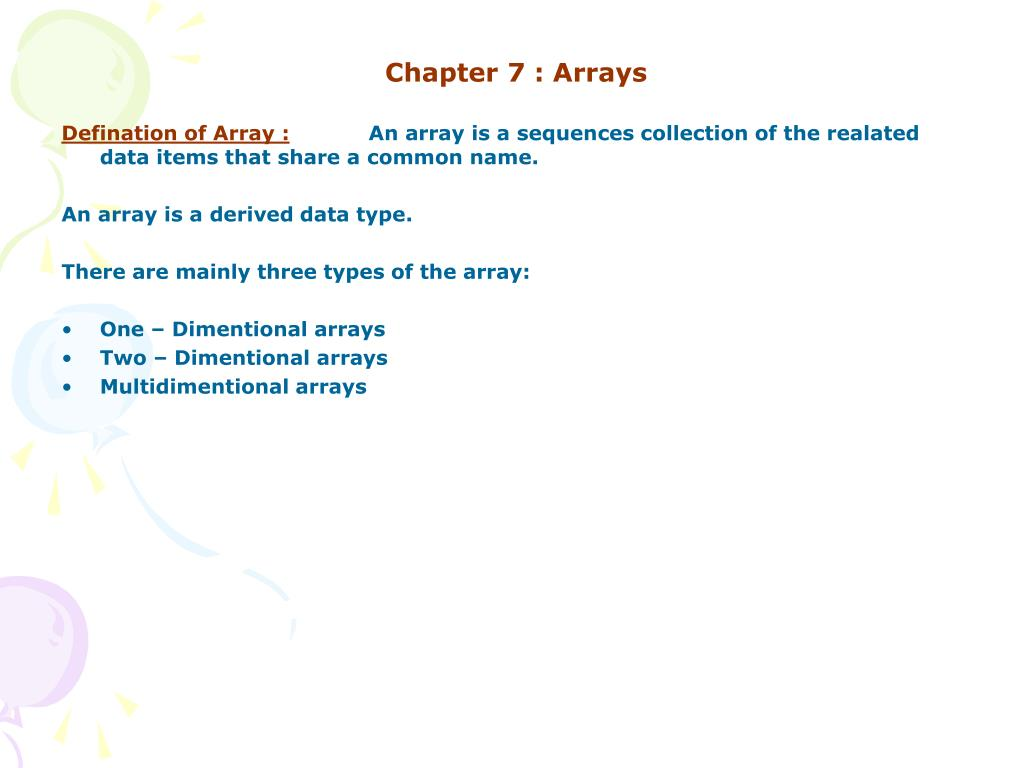 Chapter 7 : Arrays
Defination of Array : An array is a sequences collection of the realated
data items that share a common name.
An array is a derived data type.
There are mainly three types of the array:
• One – Dimentional arrays
• Two – Dimentional arrays
• Multidimentional arrays